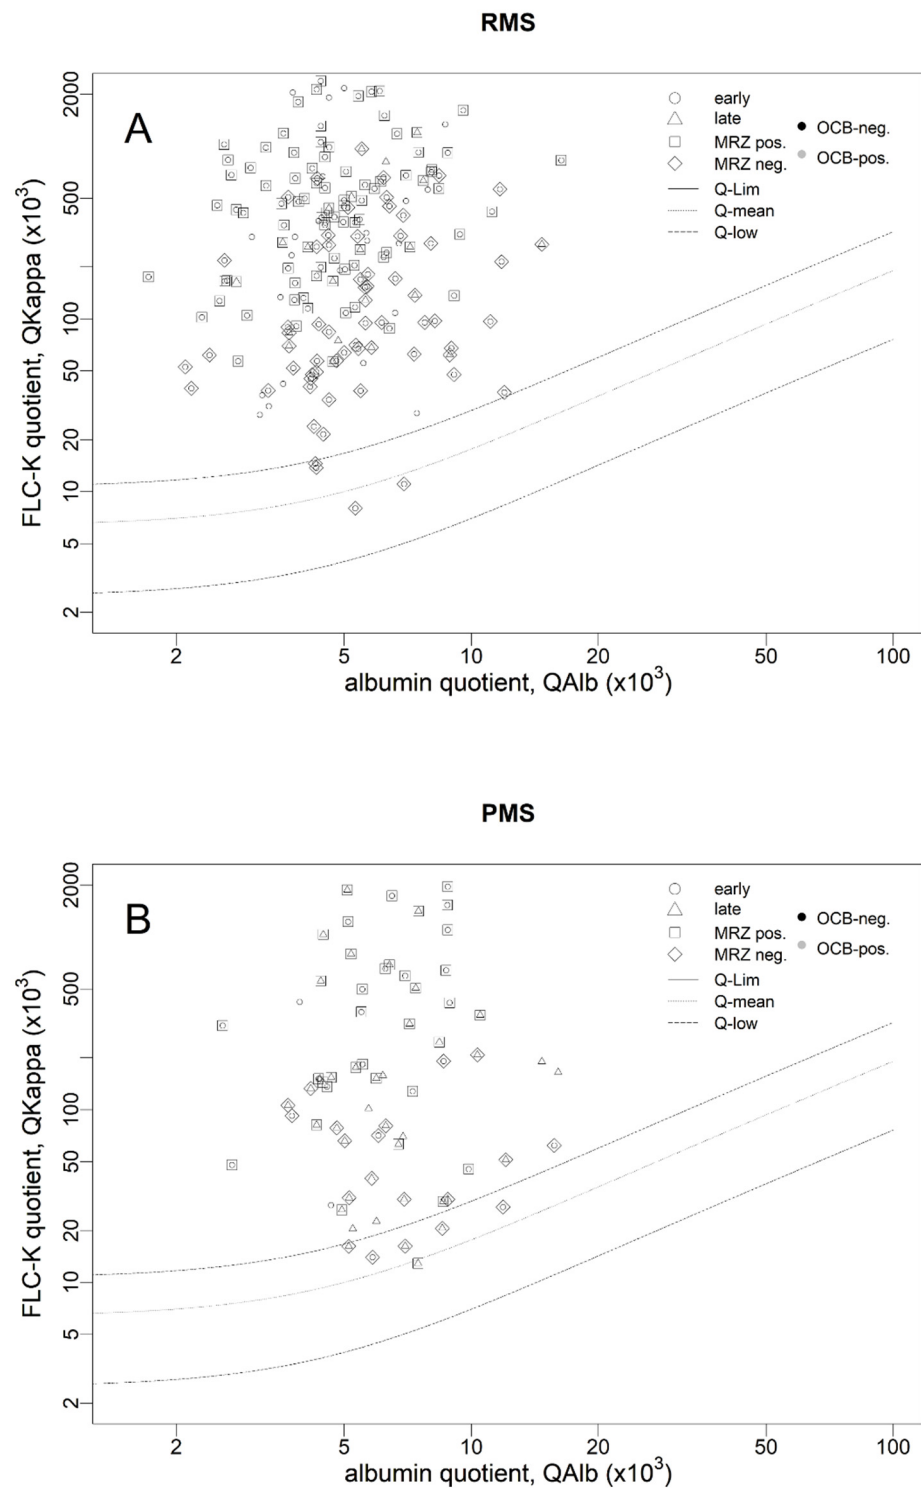 RMS
A
early
late
MRZ pos.
MRZ neg.
Q-Lim
Q-mean
Q-low
OCB-neg.
OCB-pos.
FLC-K quotient, QKappa (x10³)
2000
500
100
50
20
10
5
2
2 5 10 20 50 100
albumin quotient, QAlb (x10³)
PMS
B
early
late
MRZ pos.
MRZ neg.
Q-Lim
Q-mean
Q-low
OCB-neg.
OCB-pos.
FLC-K quotient, QKappa (x10³)
2000
500
100
50
20
10
5
2
2 5 10 20 50 100
albumin quotient, QAlb (x10³)